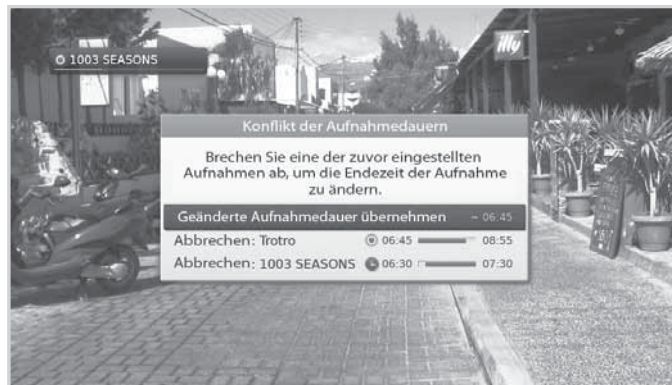 1003 SEASONS
illy
Konflikt der Aufnahmedauern
Brechen Sie eine der zuvor eingestellten
Aufnahmen ab, um die Endezeit der Aufnahme
zu ändern.
Geänderte Aufnahmedauer übernehmen – 06:45
Abbrechen: Trotro 06:45 08:55
Abbrechen: 1003 SEASONS 06:30 07:30